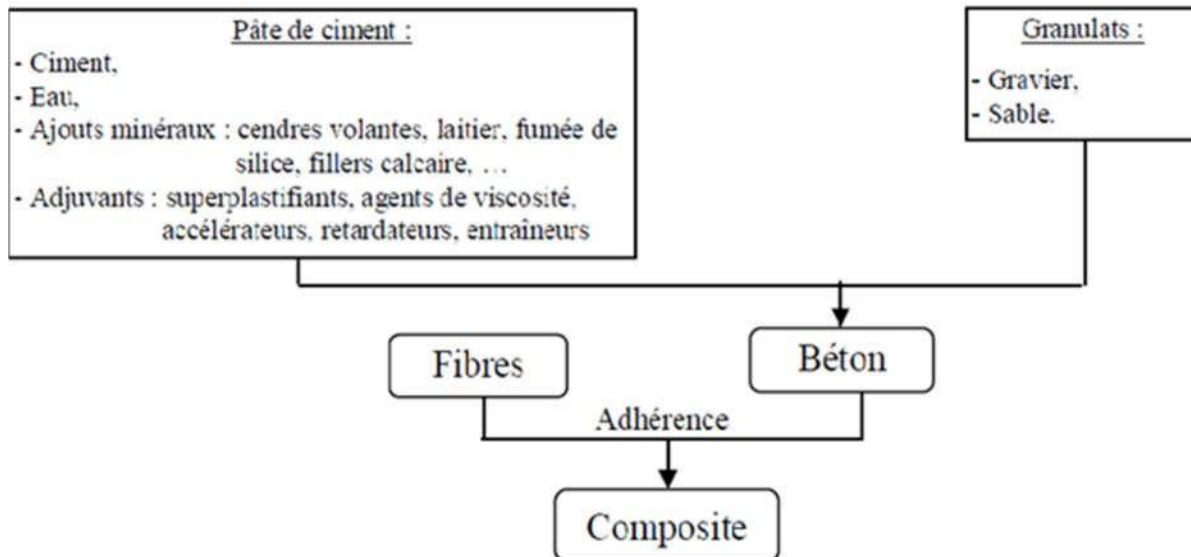 Pâte de ciment :
- Ciment,
- Eau,
- Ajouts minéraux : cendres volantes, laitier, fumée de
silice, fillers calcaire, …
- Adjuvants : superplastifiants, agents de viscosité,
accélérateurs, retardateurs, entraîneurs
Granulats :
- Gravier,
- Sable.
Fibres
Béton
Adhérence
Composite